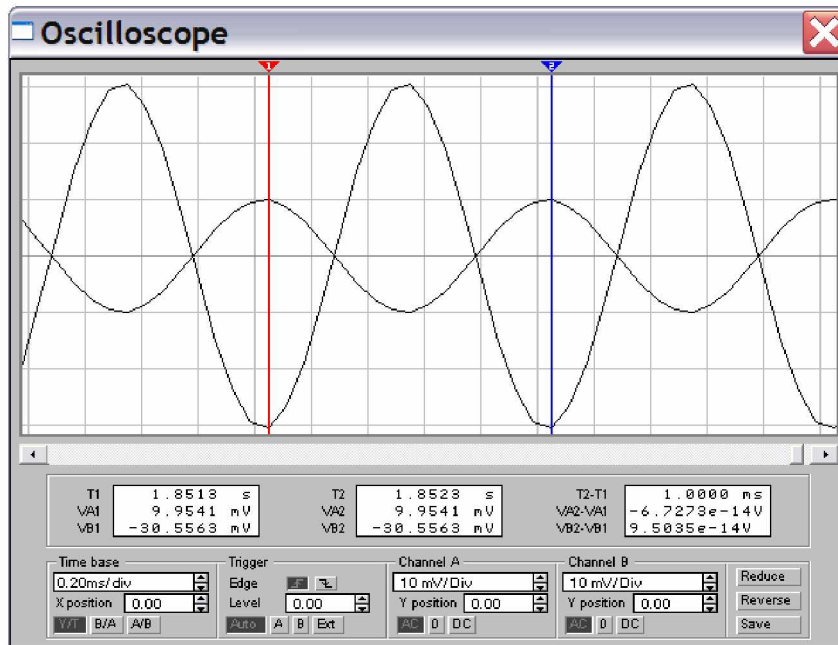 Oscilloscope
1 2
T1 1.8513 s T2 1.8523 s T2-T1 1.0000 ms
VA1 9.9541 mV VA2 9.9541 mV VA2-VA1 -6.7273e-14V
VB1 -30.5563 mV VB2 -30.5563 mV VB2-VB1 9.5035e-14V
Time base Trigger Channel A Channel B
0.20ms/div Edge 10 mV/Div 10 mV/Div Reduce
X position 0.00 Level 0.00 Y position 0.00 Y position 0.00 Reverse
Y/T B/A A/B Auto A B Ext AC 0 DC AC 0 DC Save